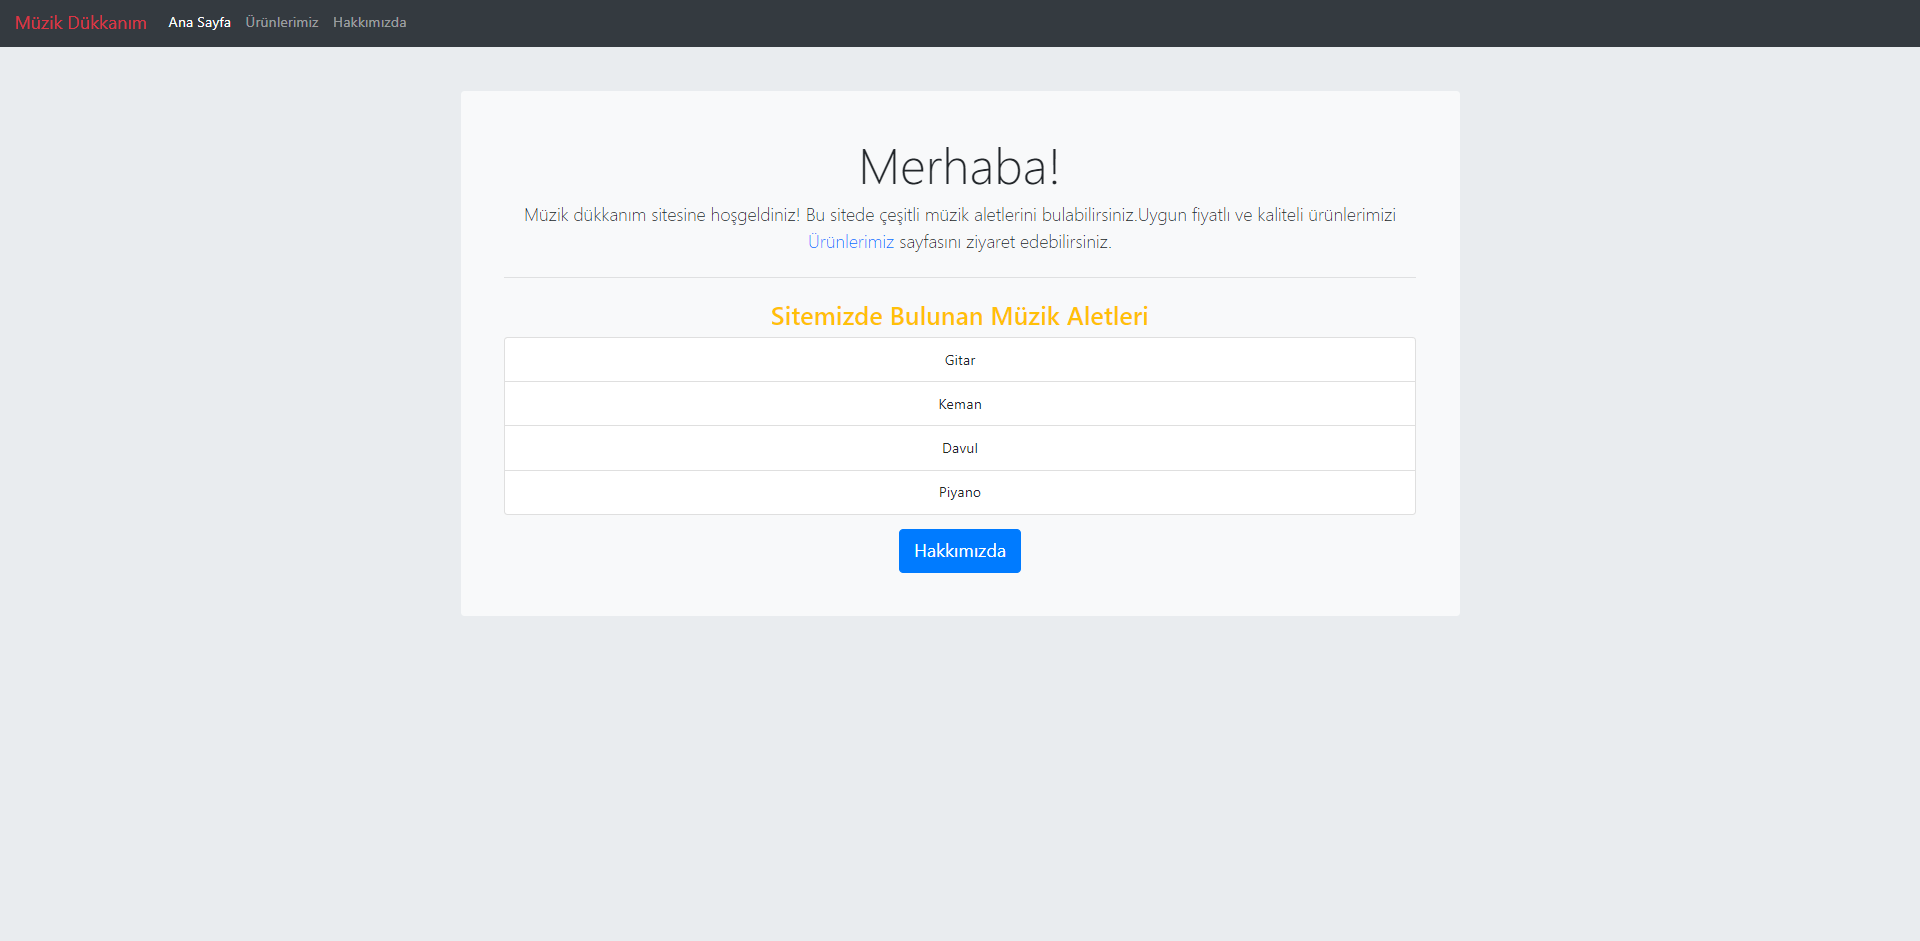 Müzik Dükkanım Ana Sayfa Ürünlerimiz Hakkımızda
Merhaba!
Müzik dükkanım sitesine hoşgeldiniz! Bu sitede çeşitli müzik aletlerini bulabilirsiniz.Uygun fiyatlı ve kaliteli ürünlerimizi
Ürünlerimiz sayfasını ziyaret edebilirsiniz.
Sitemizde Bulunan Müzik Aletleri
Gitar
Keman
Davul
Piyano
Hakkımızda